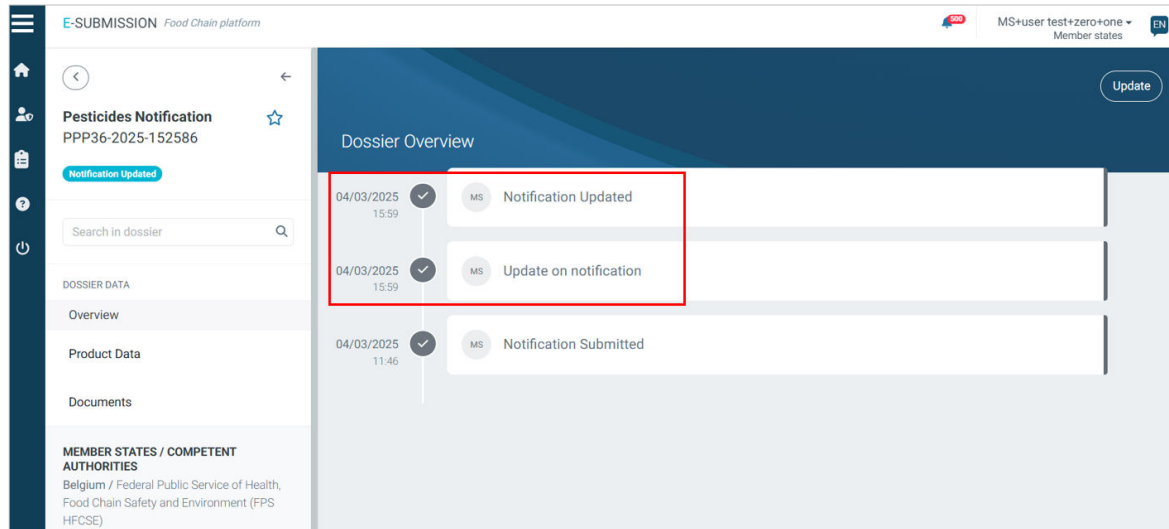 E-SUBMISSION Food Chain platform
500
MS+user test+zero+one
Member states
EN
Pesticides Notification
PPP36-2025-152586
Notification Updated
Search in dossier
DOSSIER DATA
Overview
Product Data
Documents
MEMBER STATES / COMPETENT
AUTHORITIES
Belgium / Federal Public Service of Health,
Food Chain Safety and Environment (FPS
HFCSE)
Update
Dossier Overview
04/03/2025
15:59
MS Notification Updated
04/03/2025
15:59
MS Update on notification
04/03/2025
11:46
MS Notification Submitted